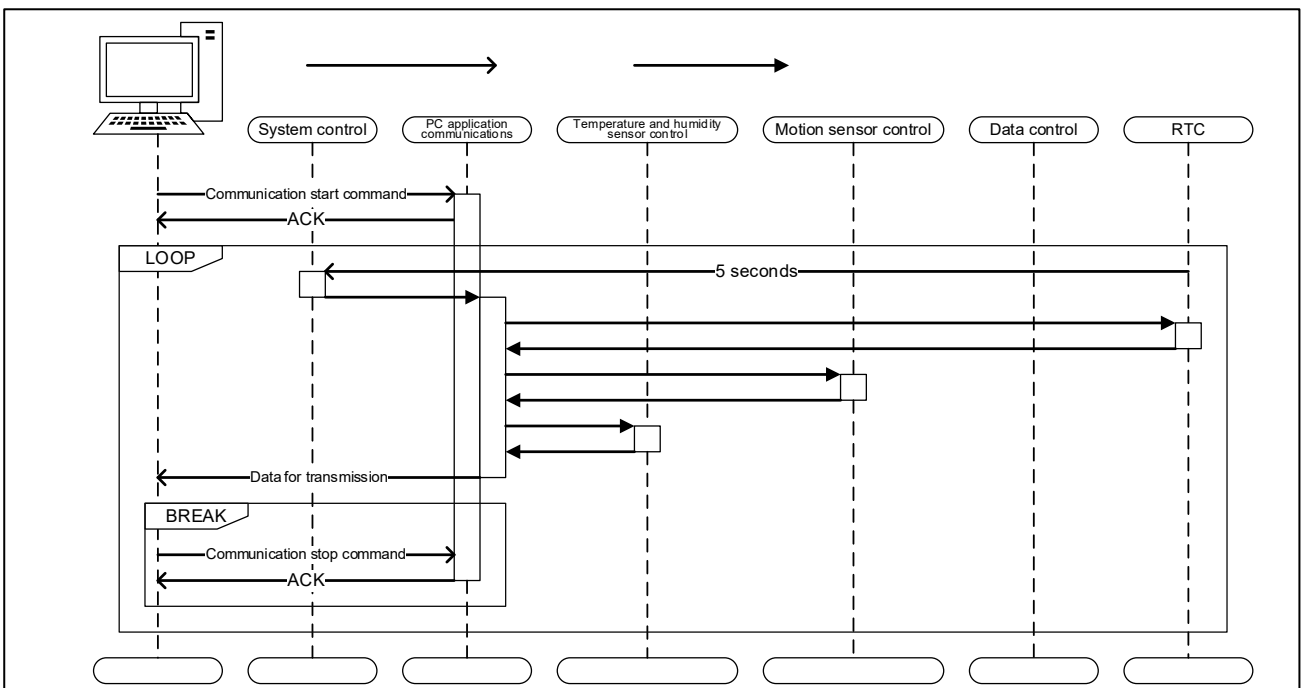 System control
PC application
communications
Temperature and humidity
sensor control
Motion sensor control
Data control
RTC
Communication start command
ACK
LOOP
5 seconds
Data for transmission
BREAK
Communication stop command
ACK